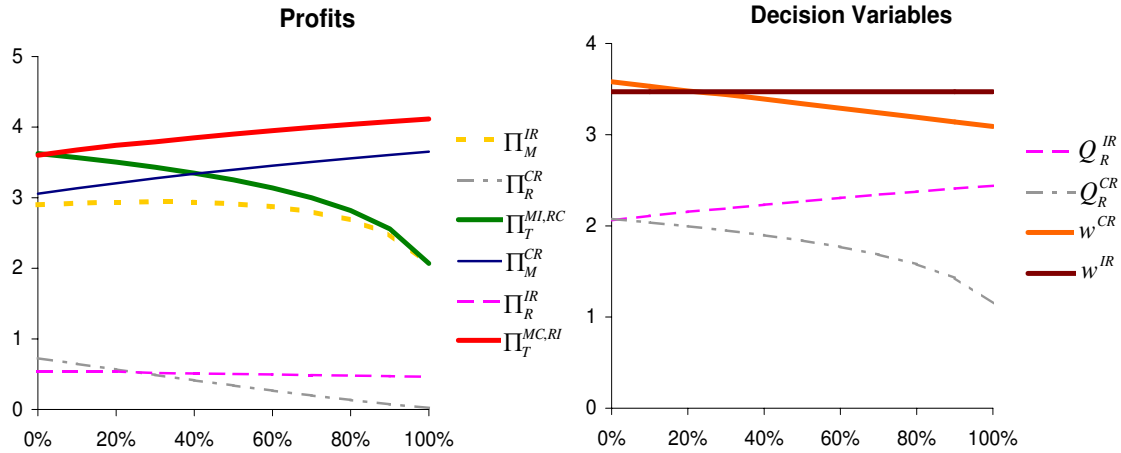 Profits
5
4
3
2
1
0
0% 20% 40% 60% 80% 100%
Π_M^{IR}
Π_R^{CR}
Π_T^{MI,RC}
Π_M^{CR}
Π_R^{IR}
Π_T^{MC,RI}
Decision Variables
4
3
2
1
0
0% 20% 40% 60% 80% 100%
Q_R^{IR}
Q_R^{CR}
w^{CR}
w^{IR}